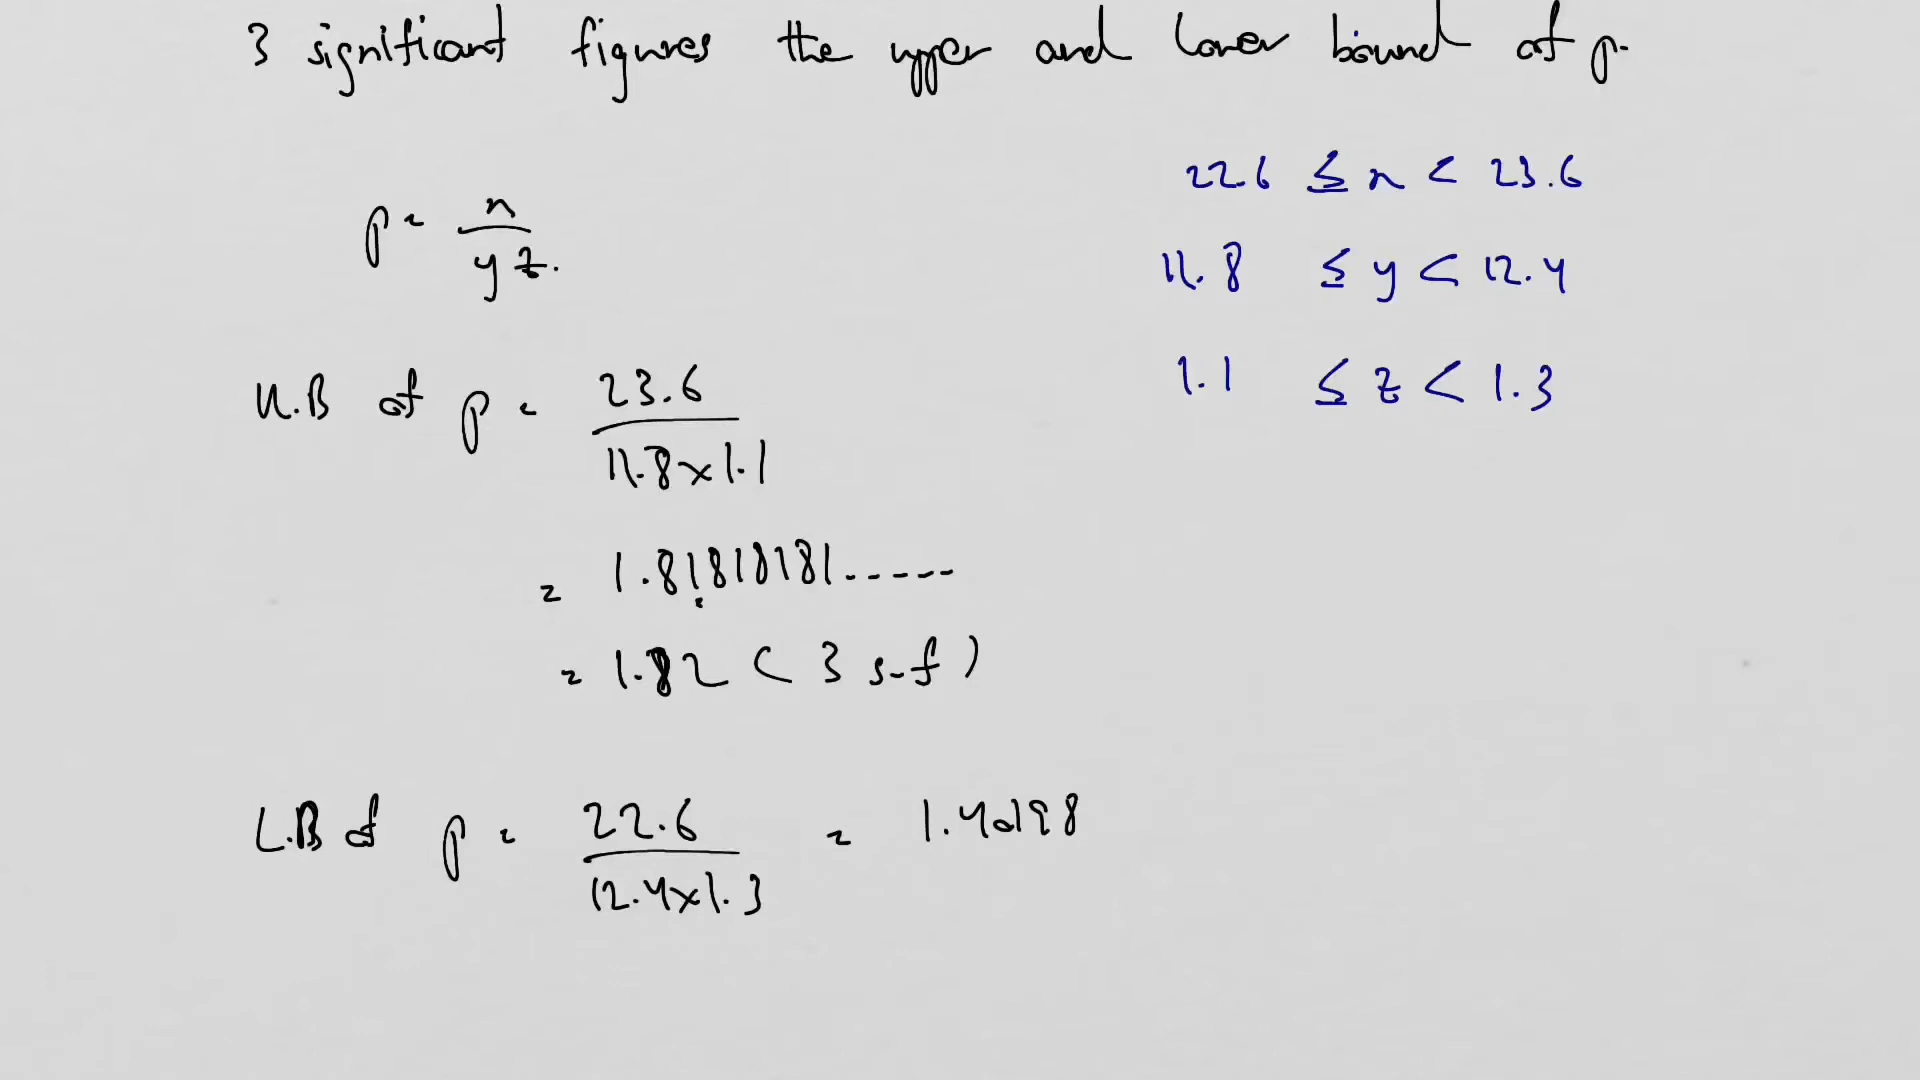 3 significant figures the upper and lower bound of p.
22.6 ≤ x < 23.6
p = x / yz.
11.8 ≤ y < 12.4
1.1 ≤ z < 1.3
U.B of p = 23.6 / 11.8×1.1
= 1.81818181.....
= 1.82 (3 s.f)
L.B of p = 22.6 / 12.4×1.3 = 1.40198